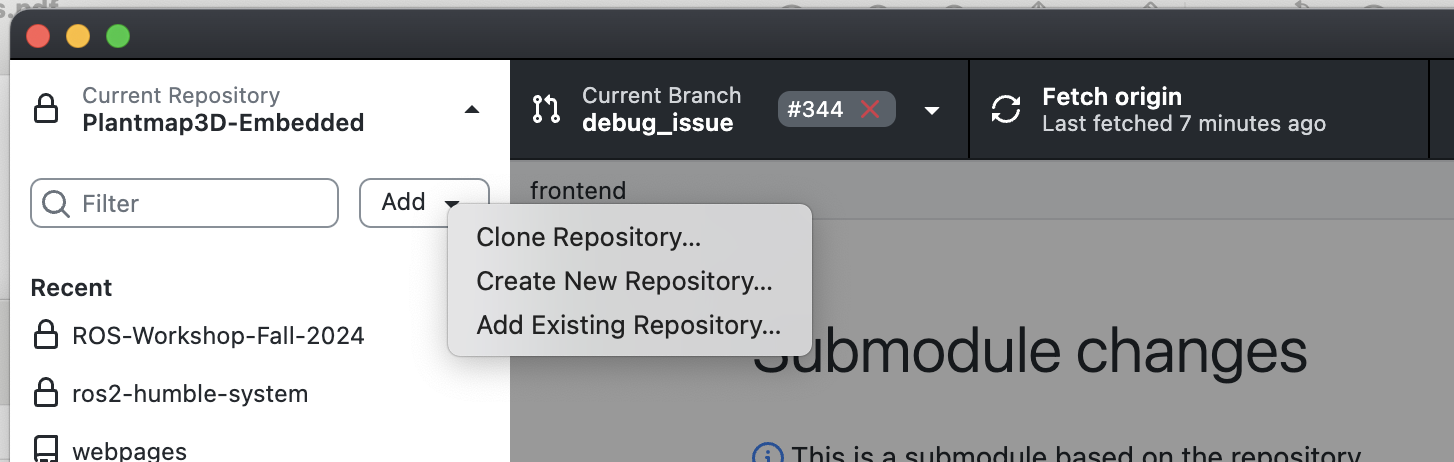 s.pdf
Current Repository
Plantmap3D-Embedded
Current Branch
debug_issue
#344
Fetch origin
Last fetched 7 minutes ago
Filter
Add
frontend
Clone Repository...
Create New Repository...
Add Existing Repository...
Recent
ROS-Workshop-Fall-2024
ros2-humble-system
webpages
Submodule changes
This is a submodule based on the repository